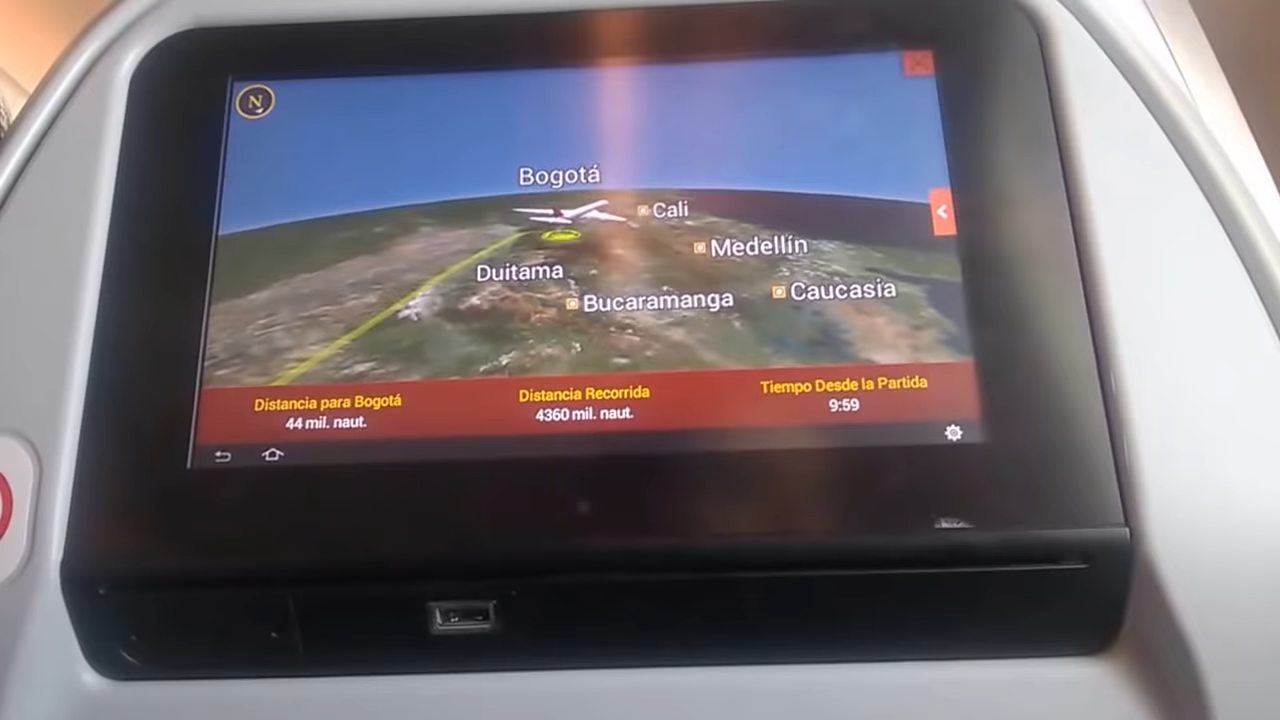 N
Bogotá
Cali
Medellín
Duitama
Bucaramanga
Caucasia
Distancia para Bogotá
44 mil. naut.
Distancia Recorrida
4360 mil. naut.
Tiempo Desde la Partida
9:59